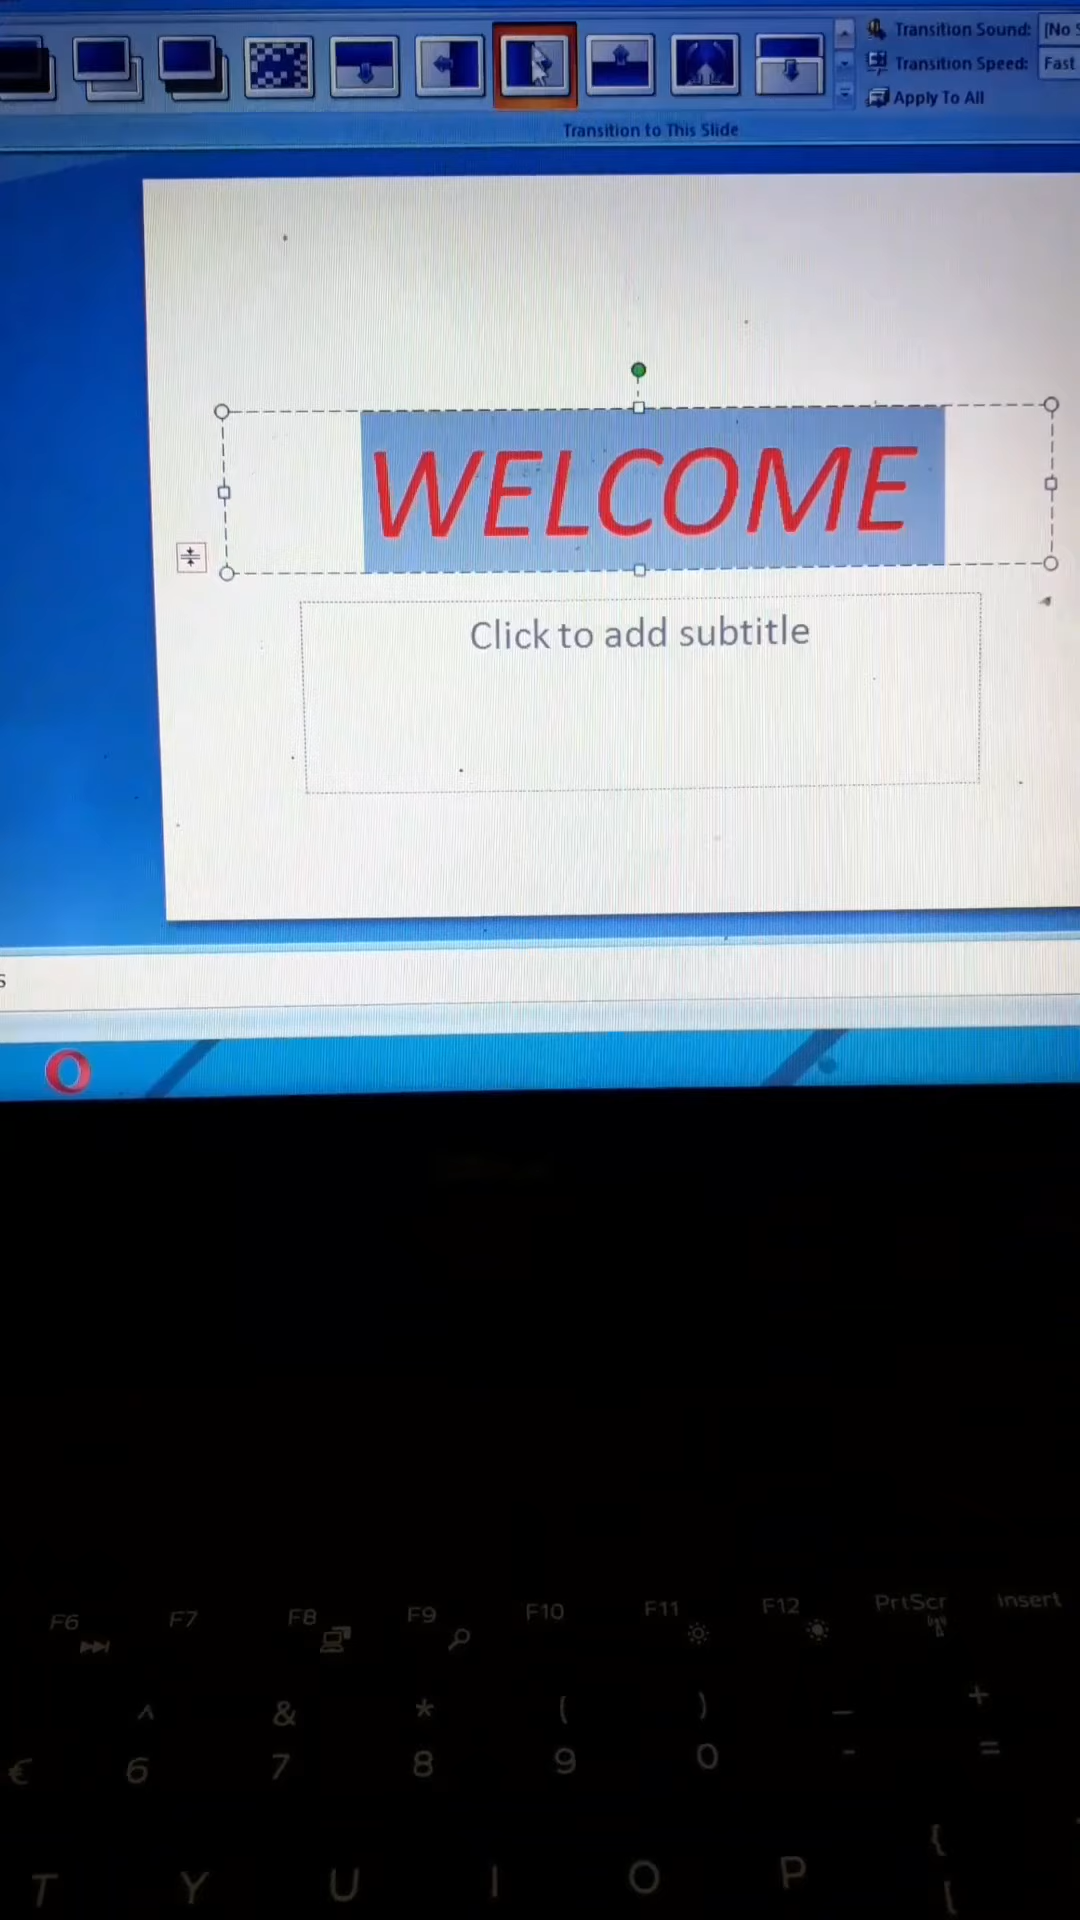 Transition Sound: [No
Transition Speed: Fast
Apply To All
Transition to This Slide
WELCOME
Click to add subtitle
s
F6 F7 F8 F9 F10 F11 F12 PrtScr Insert
^ & * ( ) _ +
€ 6 7 8 9 0 - =
{
T Y U I O P [